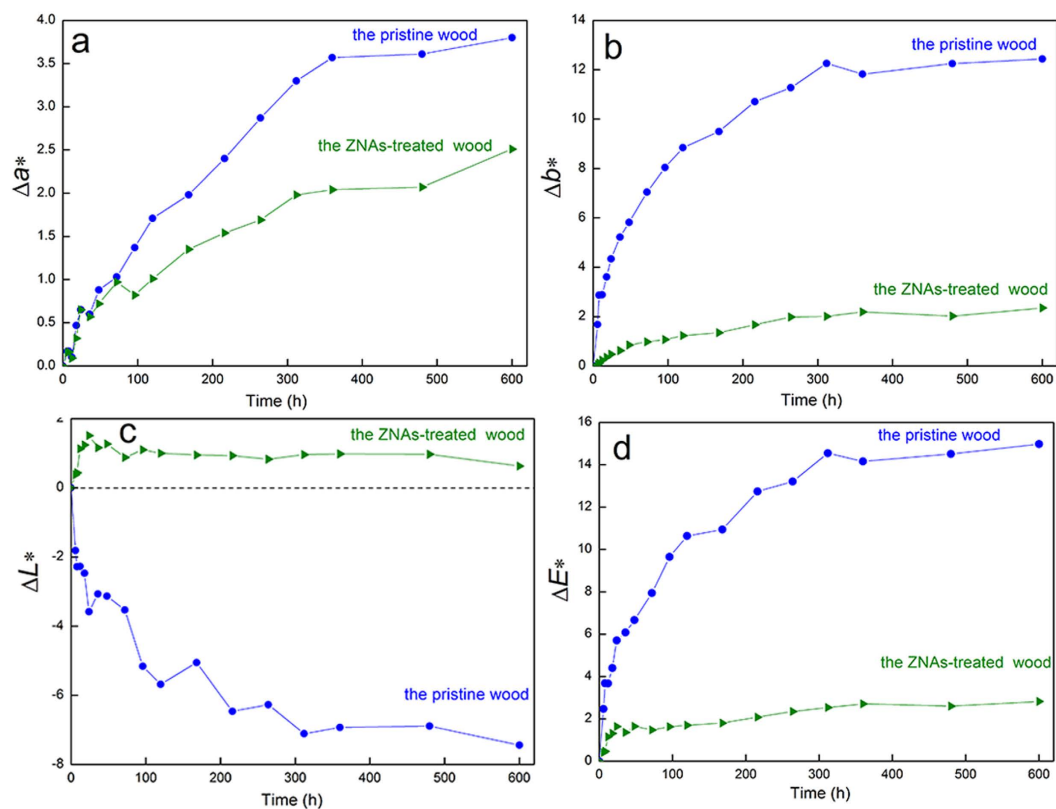 a
the pristine wood
the ZNAs-treated wood
Δa*
4.0
3.5
3.0
2.5
2.0
1.5
1.0
0.5
0.0
0 100 200 300 400 500 600
Time (h)
b
the pristine wood
the ZNAs-treated wood
Δb*
14
12
10
8
6
4
2
0
0 100 200 300 400 500 600
Time (h)
c
the ZNAs-treated wood
the pristine wood
ΔL*
2
0
-2
-4
-6
-8
0 100 200 300 400 500 600
Time (h)
d
the pristine wood
the ZNAs-treated wood
ΔE*
16
14
12
10
8
6
4
2
0
0 100 200 300 400 500 600
Time (h)